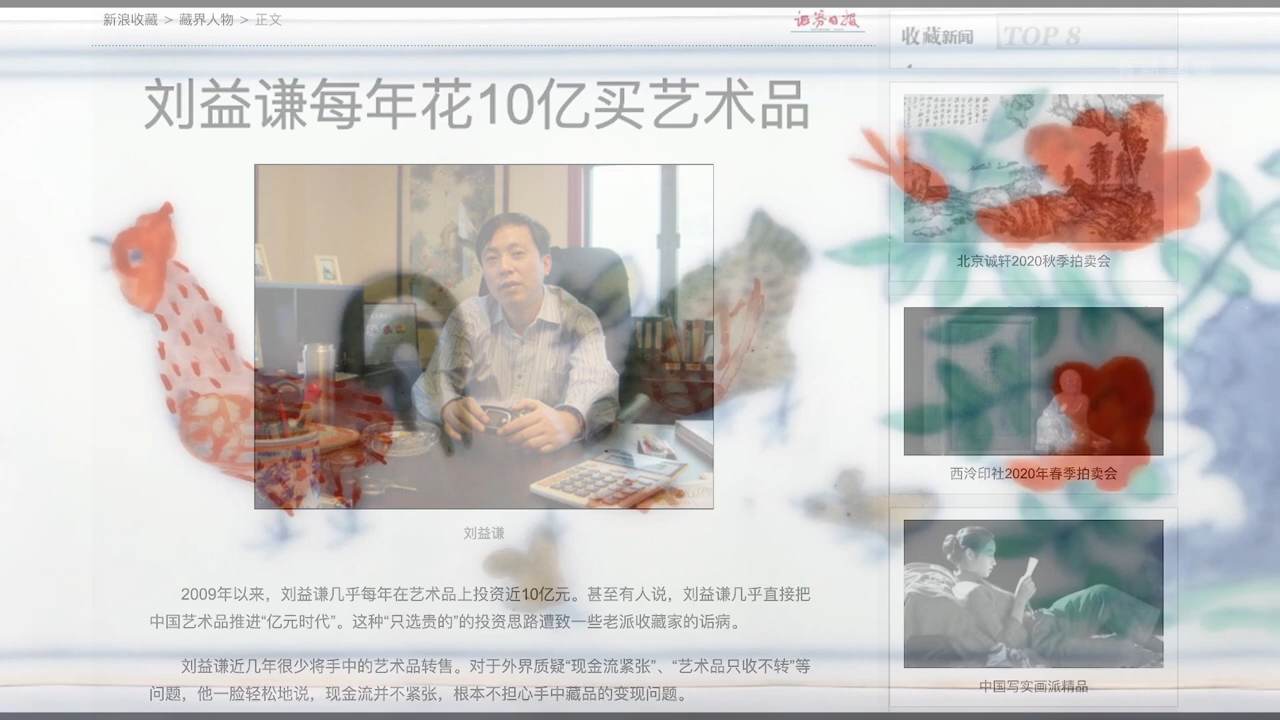 新浪收藏 > 藏界人物 > 正文
证券日报
收藏新闻 TOP 8
刘益谦每年花10亿买艺术品
北京诚轩2020秋季拍卖会
西泠印社2020年春季拍卖会
刘益谦
2009年以来，刘益谦几乎每年在艺术品上投资近10亿元。甚至有人说，刘益谦几乎直接把
中国艺术品推进“亿元时代”。这种“只选贵的”的投资思路遭致一些老派收藏家的诟病。
刘益谦近几年很少将手中的艺术品转售。对于外界质疑“现金流紧张”、“艺术品只收不转”等
问题，他一脸轻松地说，现金流并不紧张，根本不担心手中藏品的变现问题。
中国写实画派精品